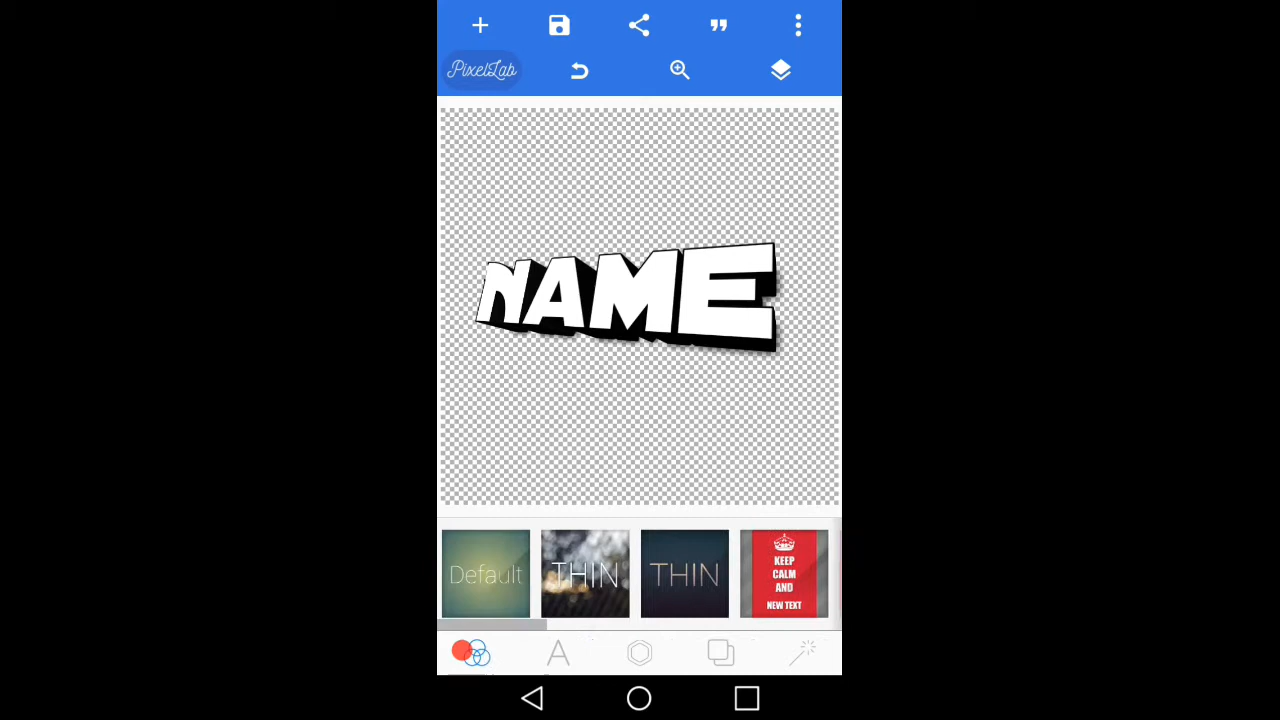 PixelLab
NAME
Default
THIN
THIN
KEEP
CALM
AND
NEW TEXT